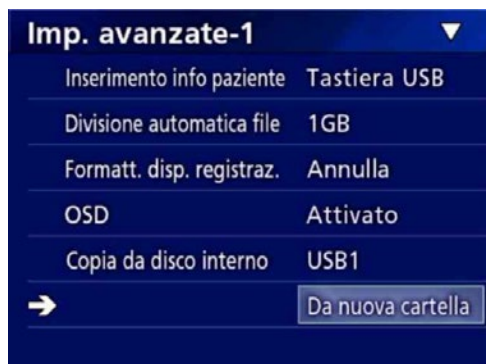 Imp. avanzate-1
Inserimento info paziente Tastiera USB
Divisione automatica file 1GB
Formatt. disp. registraz. Annulla
OSD Attivato
Copia da disco interno USB1
Da nuova cartella